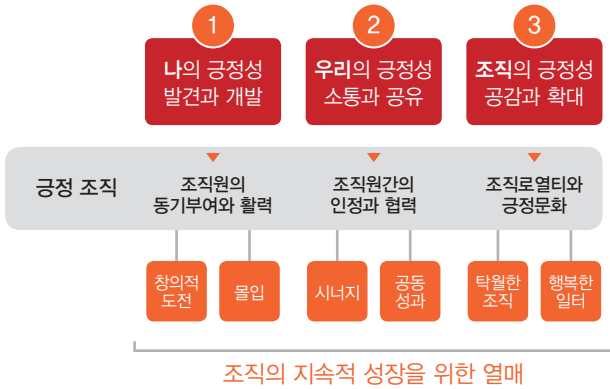 1
2
3
나의 긍정성
발견과 개발
우리의 긍정성
소통과 공유
조직의 긍정성
공감과 확대
긍정 조직
조직원의
동기부여와 활력
조직원간의
인정과 협력
조직로열티와
긍정문화
창의적
도전
몰입
시너지
공동
성과
탁월한
조직
행복한
일터
조직의 지속적 성장을 위한 열매